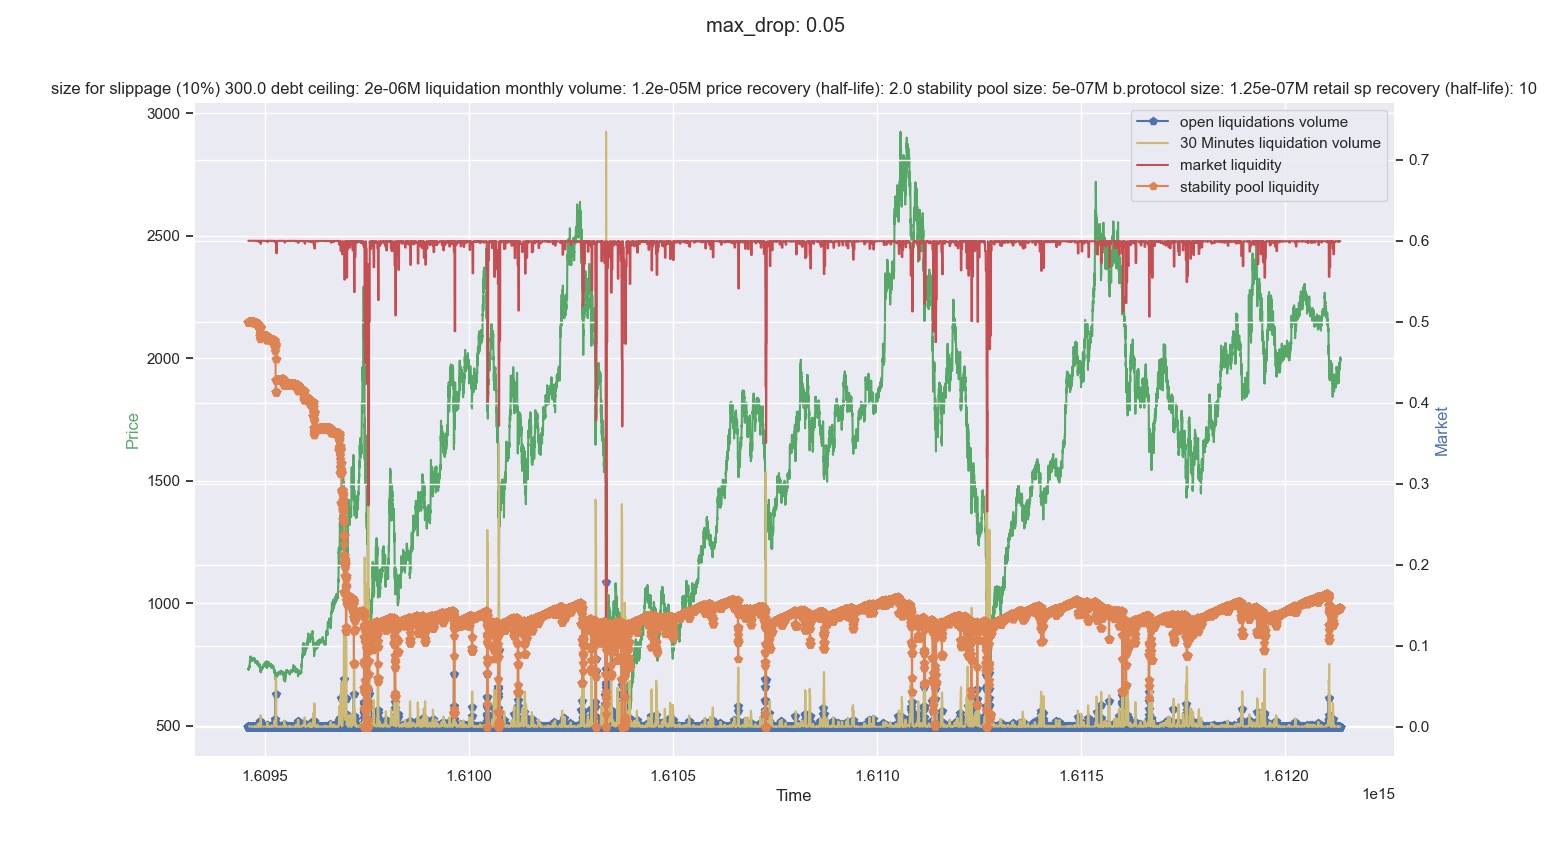 max_drop: 0.05
size for slippage (10%) 300.0 debt ceiling: 2e-06M liquidation monthly volume: 1.2e-05M price recovery (half-life): 2.0 stability pool size: 5e-07M b.protocol size: 1.25e-07M retail sp recovery (half-life): 10
open liquidations volume
30 Minutes liquidation volume
market liquidity
stability pool liquidity
3000
2500
2000
1500
1000
500
Price
0.7
0.6
0.5
0.4
0.3
0.2
0.1
0.0
Market
1.6095 1.6100 1.6105 1.6110 1.6115 1.6120
Time
1e15